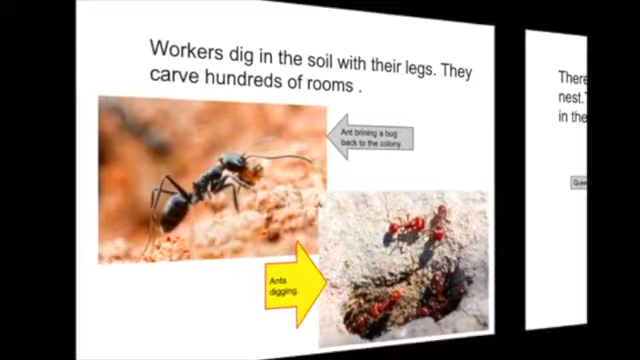 Workers dig in the soil with their legs. They
carve hundreds of rooms .
Ant brining a bug
back to the colony.
Ants
digging.
There
nest.
in the